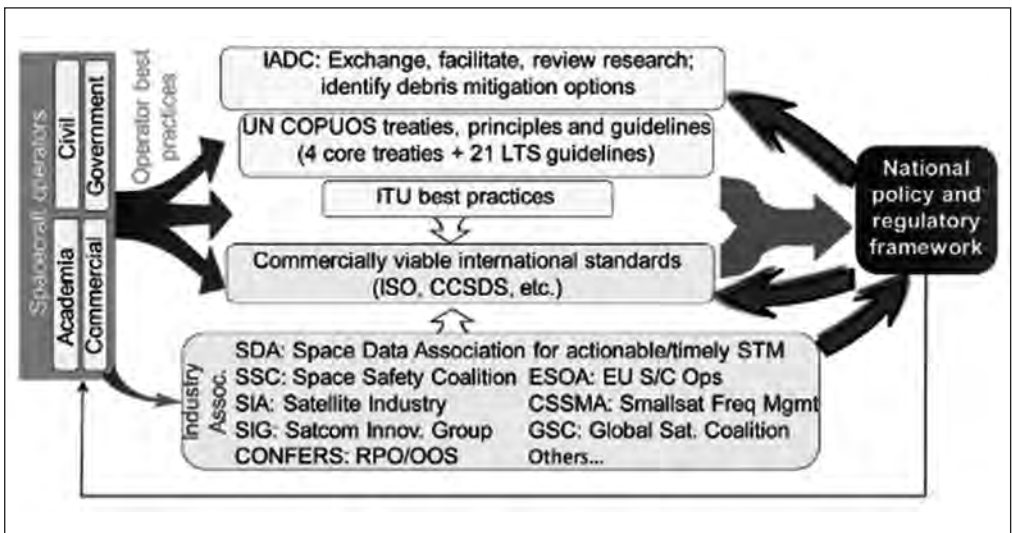 Spacecraft operators
Academia
Civil
Commercial
Government
Operator best
practices
IADC: Exchange, facilitate, review research;
identify debris mitigation options
UN COPUOS treaties, principles and guidelines
(4 core treaties + 21 LTS guidelines)
ITU best practices
Commercially viable international standards
(ISO, CCSDS, etc.)
National
policy and
regulatory
framework
Industry
Assoc.
SDA: Space Data Association for actionable/timely STM
SSC: Space Safety Coalition ESOA: EU S/C Ops
SIA: Satellite Industry CSSMA: Smallsat Freq Mgmt
SIG: Satcom Innov. Group GSC: Global Sat. Coalition
CONFERS: RPO/OOS Others...